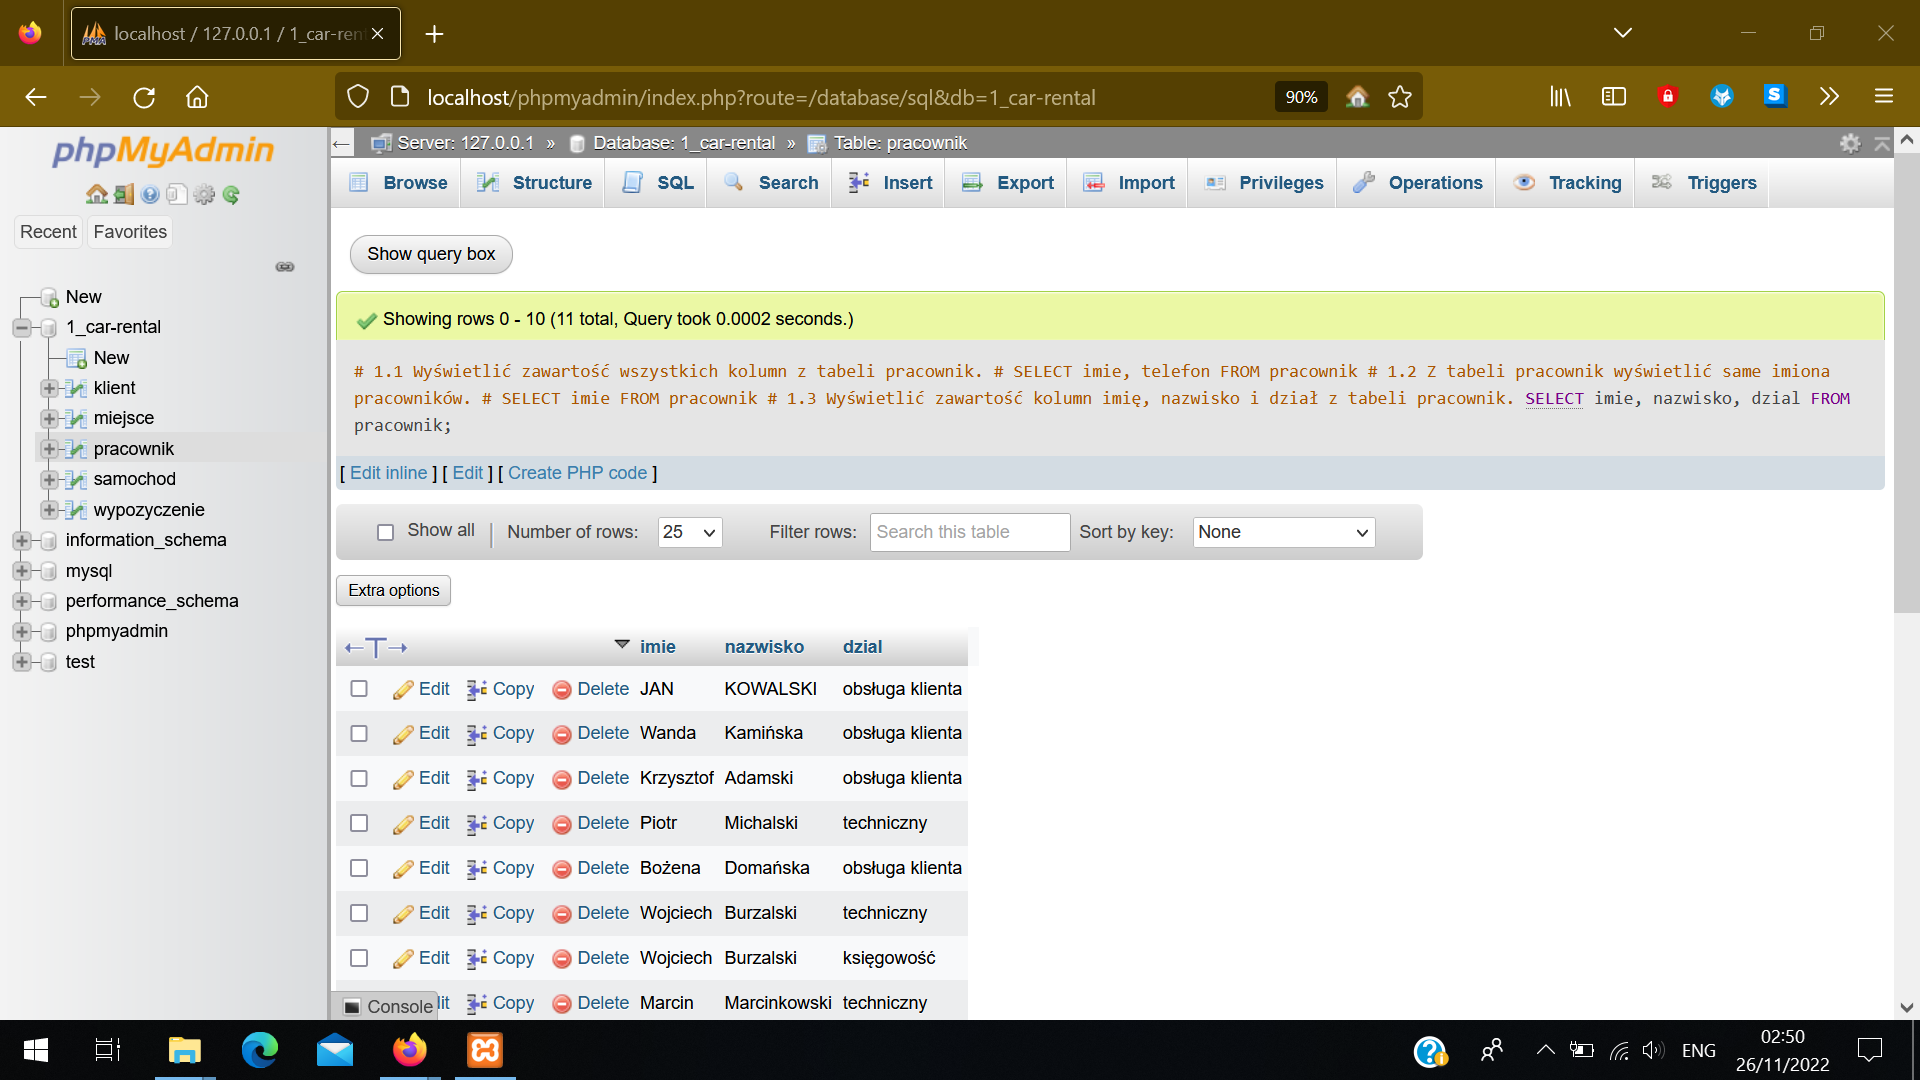 localhost / 127.0.0.1 / 1_car-ren
localhost/phpmyadmin/index.php?route=/database/sql&db=1_car-rental
90%
phpMyAdmin
Recent
Favorites
New
1_car-rental
New
klient
miejsce
pracownik
samochod
wypozyczenie
information_schema
mysql
performance_schema
phpmyadmin
test
Server: 127.0.0.1 » Database: 1_car-rental » Table: pracownik
Browse Structure SQL Search Insert Export Import Privileges Operations Tracking Triggers
Show query box
Showing rows 0 - 10 (11 total, Query took 0.0002 seconds.)
# 1.1 Wyświetlić zawartość wszystkich kolumn z tabeli pracownik. # SELECT imie, telefon FROM pracownik # 1.2 Z tabeli pracownik wyświetlić same imiona
pracowników. # SELECT imie FROM pracownik # 1.3 Wyświetlić zawartość kolumn imię, nazwisko i dział z tabeli pracownik. SELECT imie, nazwisko, dzial FROM
pracownik;
[ Edit inline ] [ Edit ] [ Create PHP code ]
Show all Number of rows: 25 Filter rows: Search this table Sort by key: None
Extra options
imie nazwisko dzial
Edit Copy Delete JAN KOWALSKI obsługa klienta
Edit Copy Delete Wanda Kamińska obsługa klienta
Edit Copy Delete Krzysztof Adamski obsługa klienta
Edit Copy Delete Piotr Michalski techniczny
Edit Copy Delete Bożena Domańska obsługa klienta
Edit Copy Delete Wojciech Burzalski techniczny
Edit Copy Delete Wojciech Burzalski księgowość
Copy Delete Marcin Marcinkowski techniczny
Console
ENG
02:50
26/11/2022